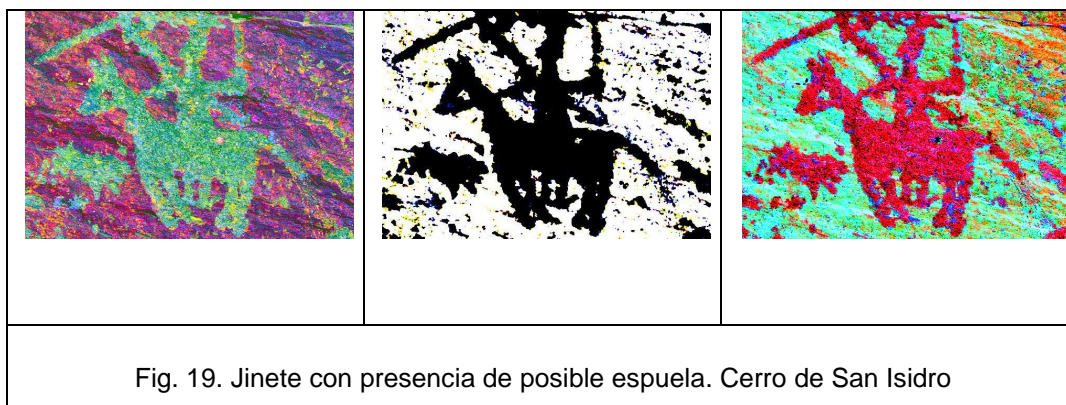 Fig. 19. Jinete con presencia de posible espuela. Cerro de San Isidro